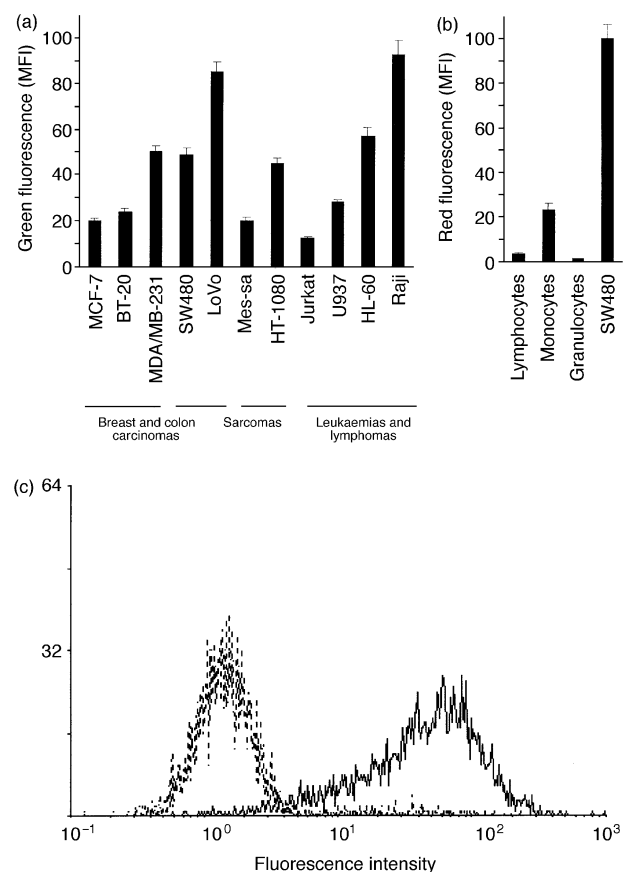 (a)
Green fluorescence (MFI)
100
80
60
40
20
0
MCF-7
BT-20
MDA/MB-231
SW480
LoVo
Mes-sa
HT-1080
Jurkat
U937
HL-60
Raji
Breast and colon
carcinomas
Sarcomas
Leukaemias and
lymphomas
(b)
Red fluorescence (MFI)
100
80
60
40
20
0
Lymphocytes
Monocytes
Granulocytes
SW480
(c)
64
32
10⁻¹
10⁰
10¹
10²
10³
Fluorescence intensity